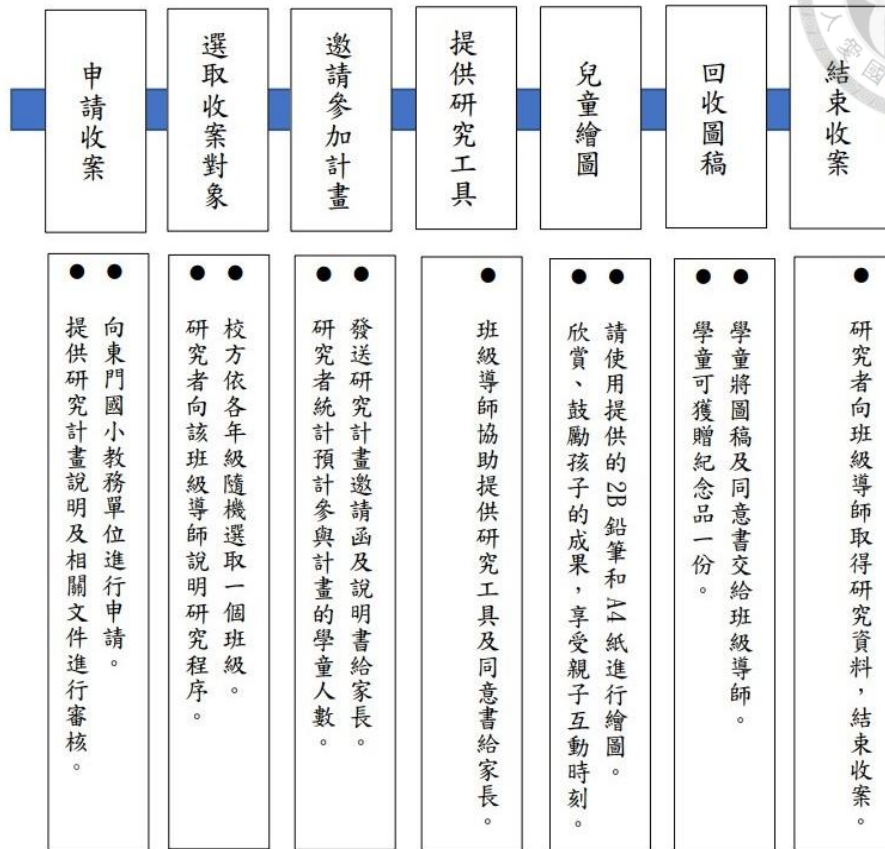 申請收案
選取收案對象
邀請參加計畫
提供研究工具
兒童繪圖
回收圖稿
結束收案
● 向東門國小教務單位進行申請。
● 提供研究計畫說明及相關文件進行審核。
● 校方依各年級隨機選取一個班級。
● 研究者向該班級導師說明研究程序。
● 發送研究計畫邀請函及說明書給家長。
● 研究者統計預計參與計畫的學童人數。
● 班級導師協助提供研究工具及同意書給家長。
● 請使用提供的 2B 鉛筆和 A4 紙進行繪圖。
● 欣賞、鼓勵孩子的成果，享受親子互動時刻。
● 學童將圖稿及同意書交給班級導師。
● 學童可獲贈紀念品一份。
● 研究者向班級導師取得研究資料，結束收案。
人愛國